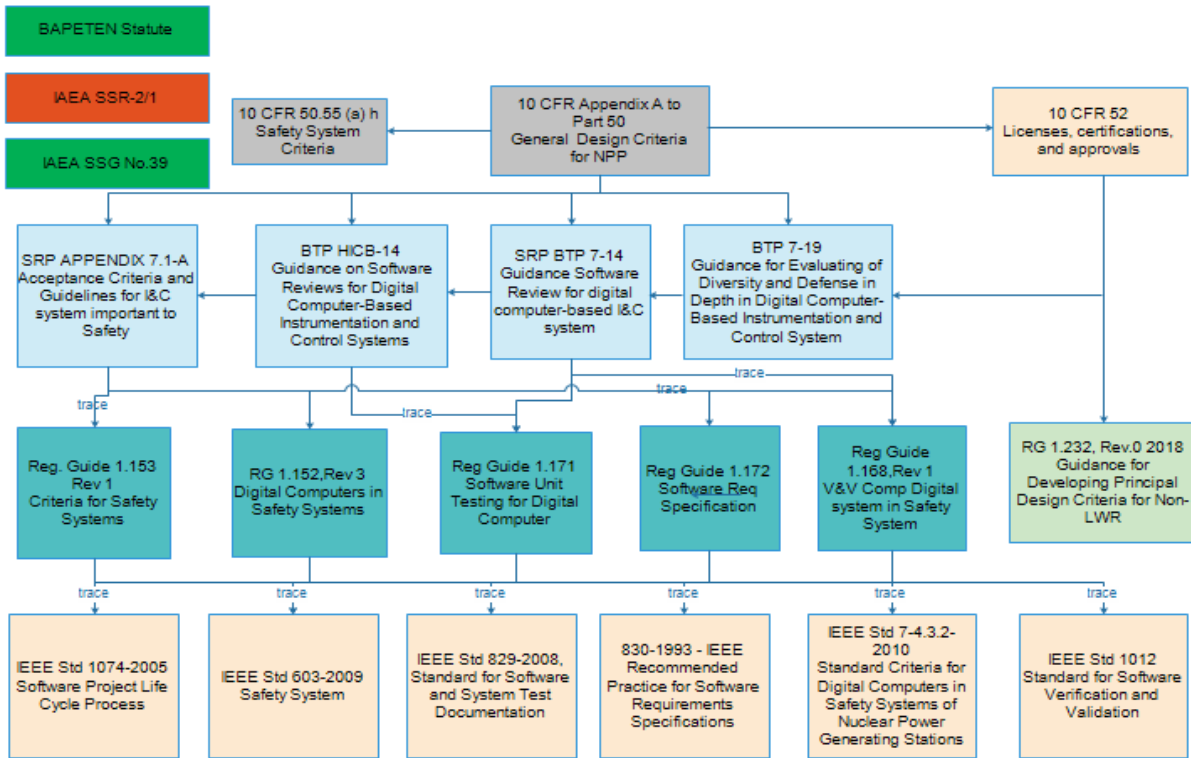 BAPETEN Statute
IAEA SSR-2/1
IAEA SSG No.39
10 CFR 50.55 (a) h
Safety System
Criteria
10 CFR Appendix A to
Part 50
General Design Criteria
for NPP
10 CFR 52
Licenses, certifications,
and approvals
SRP APPENDIX 7.1-A
Acceptance Criteria and
Guidelines for I&C
system important to
Safety
BTP HICB-14
Guidance on Software
Reviews for Digital
Computer-Based
Instrumentation and
Control Systems
SRP BTP 7-14
Guidance Software
Review for digital
computer-based I&C
system
BTP 7-19
Guidance for Evaluating of
Diversity and Defense in
Depth in Digital Computer-
Based Instrumentation and
Control System
trace
trace
trace
trace
Reg. Guide 1.153
Rev 1
Criteria for Safety
Systems
RG 1.152,Rev 3
Digital Computers in
Safety Systems
Reg Guide 1.171
Software Unit
Testing for Digital
Computer
Reg Guide 1.172
Software Req
Specification
Reg Guide
1.168,Rev 1
V&V Comp Digital
system in Safety
System
RG 1.232, Rev.0 2018
Guidance for
Developing Principal
Design Criteria for Non-
LWR
trace
trace
trace
trace
trace
trace
IEEE Std 1074-2005
Software Project Life
Cycle Process
IEEE Std 603-2009
Safety System
IEEE Std 829-2008,
Standard for Software
and System Test
Documentation
830-1993 - IEEE
Recommended
Practice for Software
Requirements
Specifications
IEEE Std 7-4.3.2-
2010
Standard Criteria for
Digital Computers in
Safety Systems of
Nuclear Power
Generating Stations
IEEE Std 1012
Standard for Software
Verification and
Validation